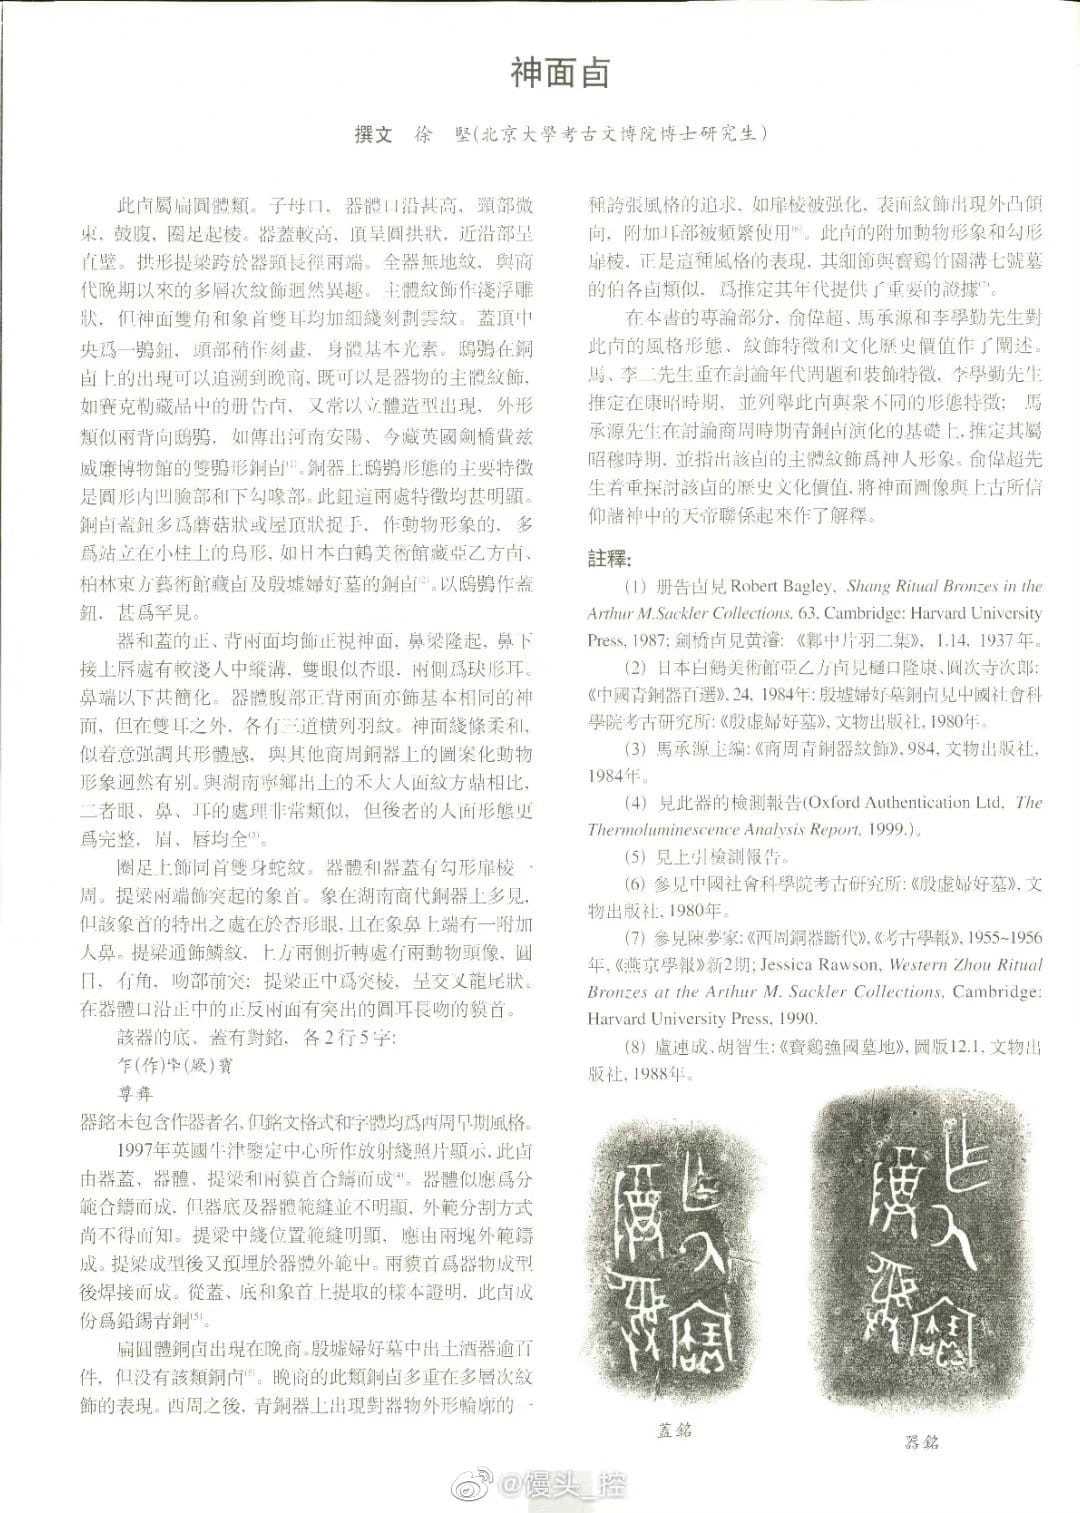 神面卣
撰文 徐 堅(北京大學考古文博院博士研究生)
此卣屬扁圓體類。子母口，器體口沿甚高，頸部微
束，鼓腹，圈足起棱。器蓋較高，頂呈圓拱狀，近沿部呈
直壁。拱形提梁跨於器頸長徑兩端。全器無地紋，與商
代晚期以來的多層次紋飾迥然異趣。主體紋飾作淺浮雕
狀，但神面雙角和象首雙耳均加細綫刻劃雲紋。蓋頂中
央爲一鴞鈕，頭部稍作刻畫，身體基本光素。鴟鴞在銅
卣上的出現可以追溯到晚商，既可以是器物的主體紋飾，
如賽克勒藏品中的册告卣，又常以立體造型出現，外形
類似兩背向鴟鴞，如傳出河南安陽、今藏英國劍橋費兹
威廉博物館的雙鴞形銅卣⁽¹⁾。銅器上鴟鴞形態的主要特徵
是圓形内凹臉部和下勾喙部。此鈕這兩處特徵均甚明顯。
銅卣蓋鈕多爲蘑菇狀或屋頂狀捉手，作動物形象的，多
爲站立在小柱上的鳥形，如日本白鶴美術館藏亞乙方卣、
柏林東方藝術館藏卣及殷墟婦好墓的銅卣⁽²⁾。以鴟鴞作蓋
鈕，甚爲罕見。
器和蓋的正、背兩面均飾正視神面，鼻梁隆起，鼻下
接上唇處有較淺人中縱溝，雙眼似杏眼，兩側爲玦形耳。
鼻端以下甚簡化。器體腹部正背兩面亦飾基本相同的神
面，但在雙耳之外，各有三道横列羽紋。神面綫條柔和，
似着意强調其形體感，與其他商周銅器上的圖案化動物
形象迥然有别。與湖南寧鄉出土的禾大人面紋方鼎相比，
二者眼、鼻、耳的處理非常類似，但後者的人面形態更
爲完整，眉、唇均全⁽³⁾。
圈足上飾同首雙身蛇紋。器體和器蓋有勾形扉棱一
周。提梁兩端飾突起的象首。象在湖南商代銅器上多見，
但該象首的特出之處在於杏形眼，且在象鼻上端有一附加
人鼻。提梁通飾鱗紋，上方兩側折轉處有兩動物頭像，圓
目，有角，吻部前突；提梁正中爲突棱，呈交叉龍尾狀。
在器體口沿正中的正反兩面有突出的圓耳長吻的貘首。
該器的底、蓋有對銘，各2行5字：
乍(作)氒(厥)寶
尊彝
器銘未包含作器者名，但銘文格式和字體均爲西周早期風格。
1997年英國牛津鑒定中心所作放射綫照片顯示，此卣
由器蓋、器體、提梁和兩貘首合鑄而成⁽⁴⁾。器體似應爲分
範合鑄而成，但器底及器體範縫並不明顯，外範分割方式
尚不得而知。提梁中綫位置範縫明顯，應由兩塊外範鑄
成。提梁成型後又預埋於器體外範中。兩貘首爲器物成型
後焊接而成。從蓋、底和象首上提取的樣本證明，此卣成
份爲鉛錫青銅⁽⁵⁾。
扁圓體銅卣出現在晚商。殷墟婦好墓中出土酒器逾百
件，但没有該類銅卣⁽⁶⁾。晚商的此類銅卣多重在多層次紋
飾的表現。西周之後，青銅器上出現對器物外形輪廓的一
種誇張風格的追求，如扉棱被强化，表面紋飾出現外凸傾
向，附加耳部被頻繁使用⁽⁸⁾。此卣的附加動物形象和勾形
扉棱，正是這種風格的表現，其細節與寶鷄竹園溝七號墓
的伯各卣類似，爲推定其年代提供了重要的證據⁽⁷⁾。
在本書的專論部分，俞偉超、馬承源和李學勤先生對
此卣的風格形態、紋飾特徵和文化歷史價值作了闡述。
馬、李二先生重在討論年代問題和裝飾特徵，李學勤先生
推定在康昭時期，並列舉此卣與衆不同的形態特徵；馬
承源先生在討論商周時期青銅卣演化的基礎上，推定其屬
昭穆時期，並指出該卣的主體紋飾爲神人形象。俞偉超先
生着重探討該卣的歷史文化價值，將神面圖像與上古所信
仰諸神中的天帝聯係起來作了解釋。
註釋：
(1) 册告卣見Robert Bagley, Shang Ritual Bronzes in the
Arthur M.Sackler Collections, 63, Cambridge: Harvard University
Press, 1987；劍橋卣見黄濬：《鄴中片羽二集》，1.14，1937年。
(2) 日本白鶴美術館亞乙方卣見樋口隆康、圓次寺次郎：
《中國青銅器百選》，24，1984年；殷墟婦好墓銅卣見中國社會科
學院考古研究所：《殷虚婦好墓》，文物出版社，1980年。
(3) 馬承源主編：《商周青銅器紋飾》，984，文物出版社，
1984年。
(4) 見此器的檢測報告(Oxford Authentication Ltd, The
Thermoluminescence Analysis Report, 1999.)。
(5) 見上引檢測報告。
(6) 參見中國社會科學院考古研究所：《殷虚婦好墓》，文
物出版社，1980年。
(7) 參見陳夢家：《西周銅器斷代》，《考古學報》，1955~1956
年，《燕京學報》新2期；Jessica Rawson, Western Zhou Ritual
Bronzes at the Arthur M. Sackler Collections, Cambridge:
Harvard University Press, 1990.
(8) 盧連成、胡智生：《寶鷄強國墓地》，圖版12.1，文物出
版社，1988年。
蓋銘
器銘
@馒头_控